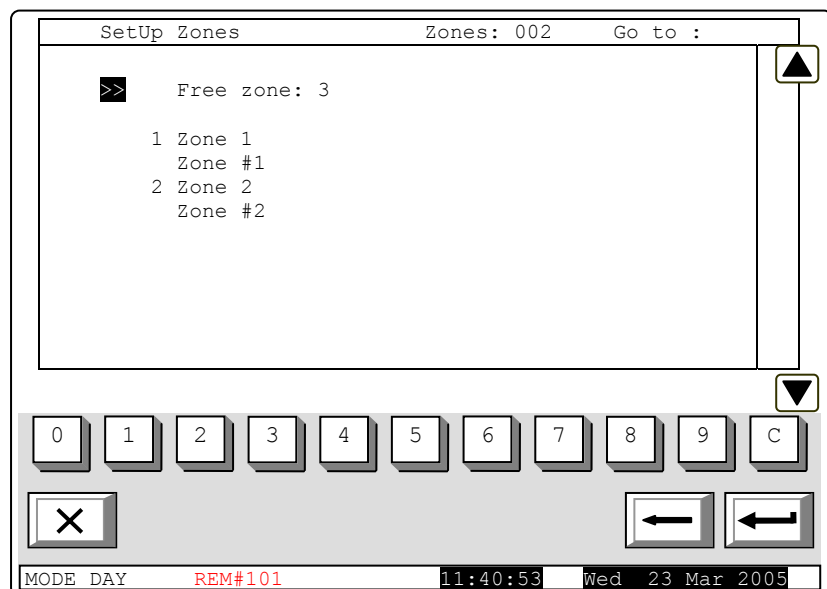 SetUp Zones Zones: 002 Go to :
>> Free zone: 3
1 Zone 1
Zone #1
2 Zone 2
Zone #2
0 1 2 3 4 5 6 7 8 9 C
MODE DAY REM#101 11:40:53 Wed 23 Mar 2005